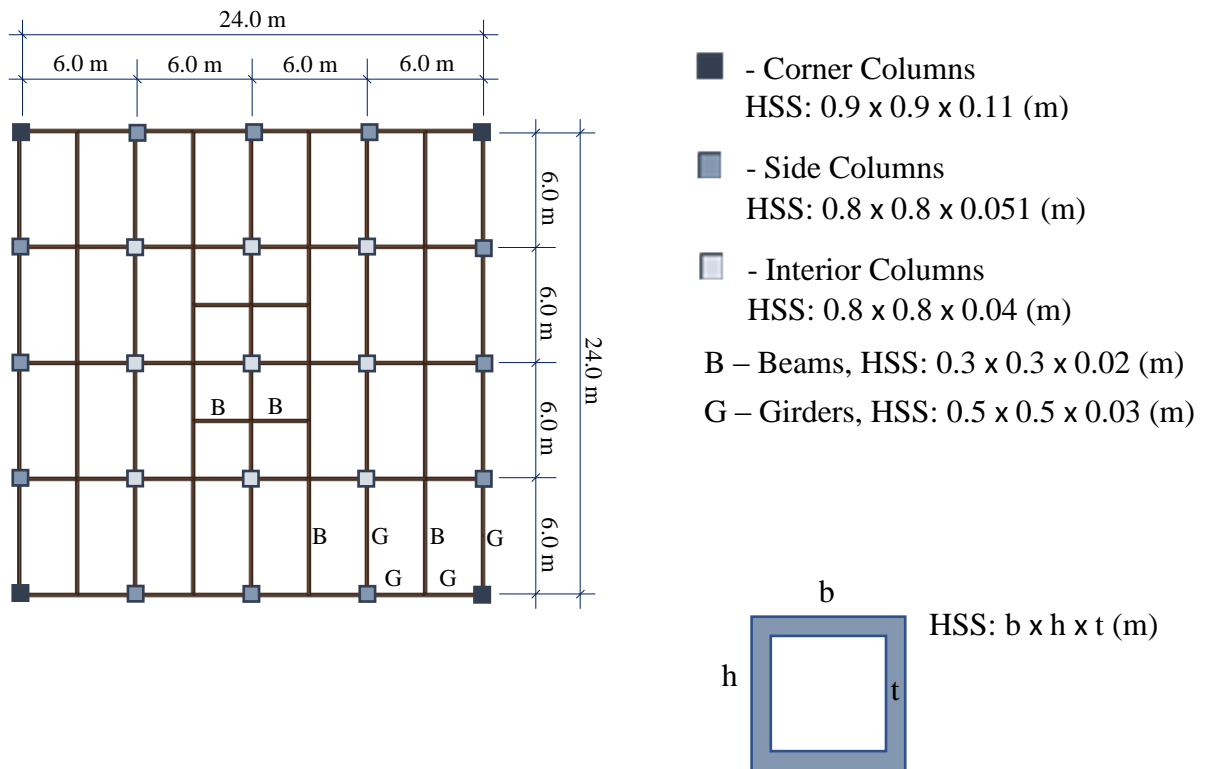 24.0 m
6.0 m 6.0 m 6.0 m 6.0 m
6.0 m
6.0 m
24.0 m
6.0 m
6.0 m
B B
B G B G
G G
- Corner Columns
HSS: 0.9 x 0.9 x 0.11 (m)
- Side Columns
HSS: 0.8 x 0.8 x 0.051 (m)
- Interior Columns
HSS: 0.8 x 0.8 x 0.04 (m)
B – Beams, HSS: 0.3 x 0.3 x 0.02 (m)
G – Girders, HSS: 0.5 x 0.5 x 0.03 (m)
b
HSS: b x h x t (m)
h
t